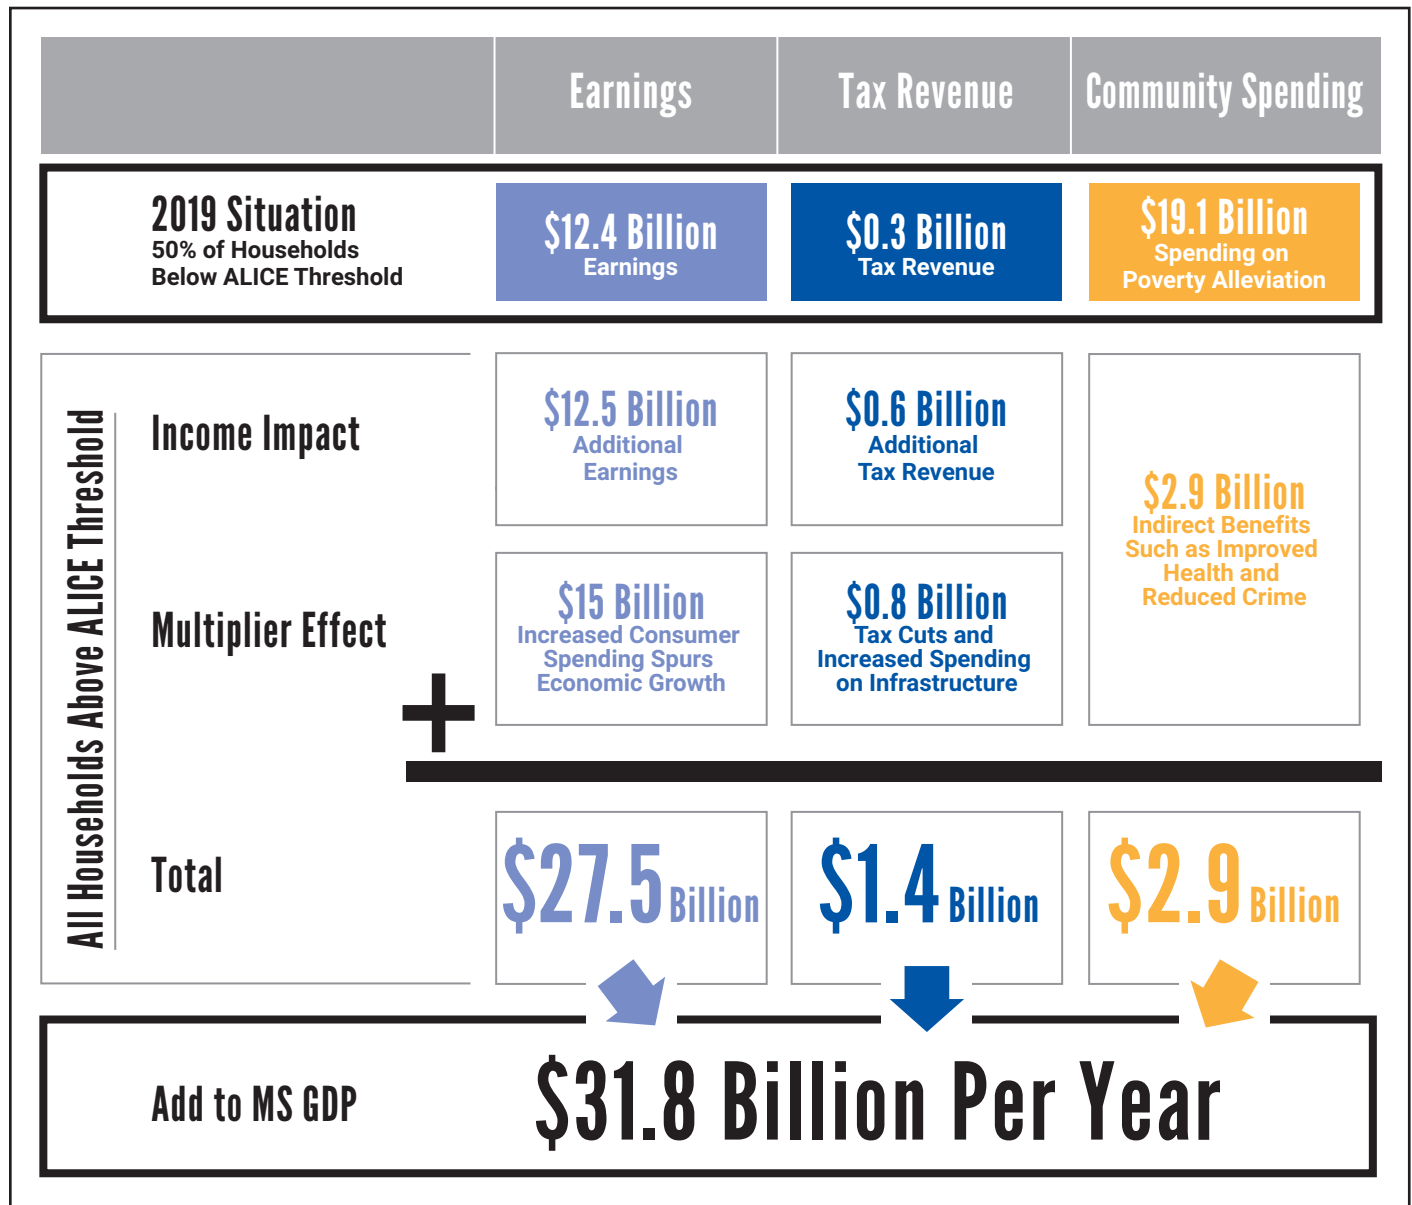 Earnings
Tax Revenue
Community Spending
2019 Situation
50% of Households
Below ALICE Threshold
$12.4 Billion
Earnings
$0.3 Billion
Tax Revenue
$19.1 Billion
Spending on
Poverty Alleviation
All Households Above ALICE Threshold
Income Impact
$12.5 Billion
Additional
Earnings
$0.6 Billion
Additional
Tax Revenue
$2.9 Billion
Indirect Benefits
Such as Improved
Health and
Reduced Crime
Multiplier Effect
$15 Billion
Increased Consumer
Spending Spurs
Economic Growth
$0.8 Billion
Tax Cuts and
Increased Spending
on Infrastructure
+
Total
$27.5 Billion
$1.4 Billion
$2.9 Billion
Add to MS GDP
$31.8 Billion Per Year